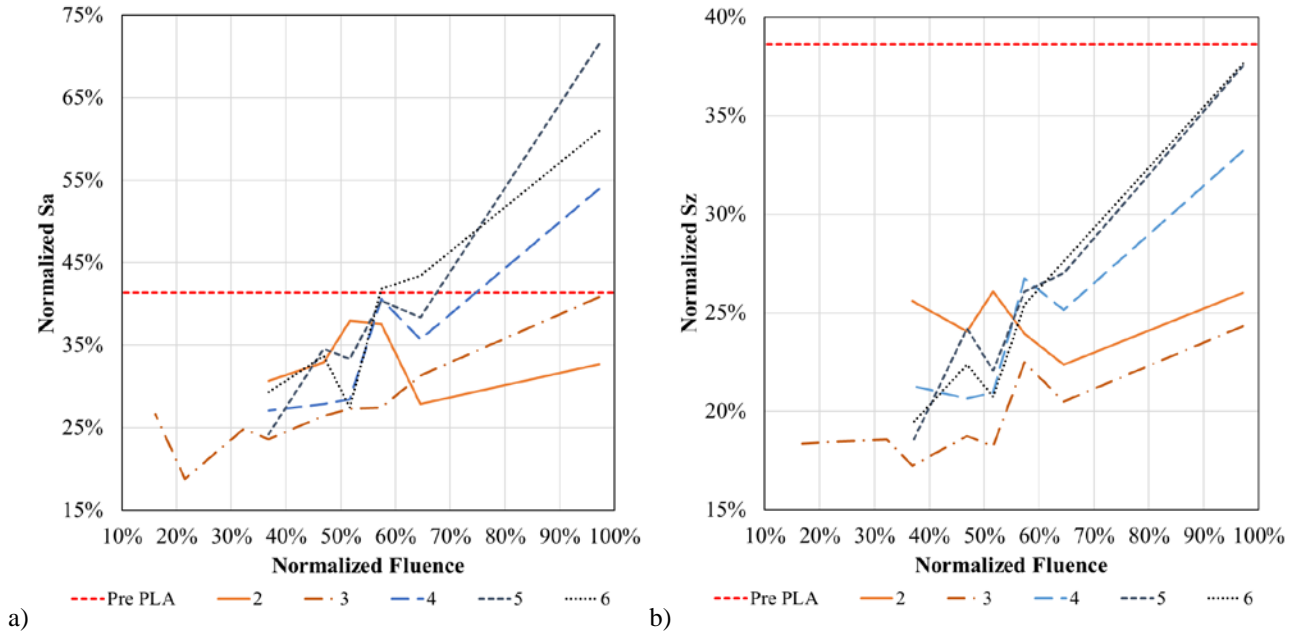 75%
65%
55%
45%
35%
25%
15%
Normalized Sa
10% 20% 30% 40% 50% 60% 70% 80% 90% 100%
Normalized Fluence
Pre PLA 2 3 4 5 6
a)
40%
35%
30%
25%
20%
15%
Normalized Sz
10% 20% 30% 40% 50% 60% 70% 80% 90% 100%
Normalized Fluence
Pre PLA 2 3 4 5 6
b)